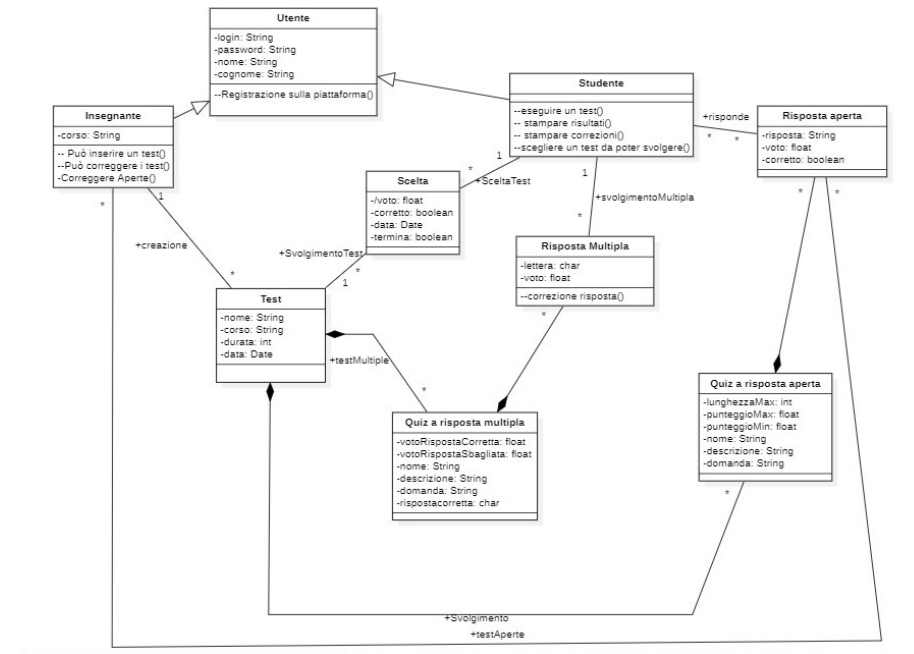 Utente
-login: String
-password: String
-nome: String
-cognome: String
--Registrazione sulla piattaforma()
Studente
--eseguire un test()
-- stampare risultati()
-- stampare correzioni()
--scegliere un test da poter svolgere()
Insegnante
-corso: String
-- Può inserire un test()
--Può correggere i test()
-Correggere Aperte()
+risponde
* *
Risposta aperta
-risposta: String
-voto: float
-corretto: boolean
Scelta
-/voto: float
-corretto: boolean
-data: Date
-termina: boolean
1
*
+SceltaTest
1
+svolgimentoMultipla
*
* *
*
1
+creazione
*
+SvolgimentoTest
*
1
Risposta Multipla
-lettera: char
-voto: float
--correzione risposta()
*
Test
-nome: String
-corso: String
-durata: int
-data: Date
+testMultiple
*
Quiz a risposta multipla
-votoRispostaCorretta: float
-votoRispostaSbagliata: float
-nome: String
-descrizione: String
-domanda: String
-rispostacorretta: char
Quiz a risposta aperta
-lunghezzaMax: int
-punteggioMax: float
-punteggioMin: float
-nome: String
-descrizione: String
-domanda: String
*
+Svolgimento
+testAperte